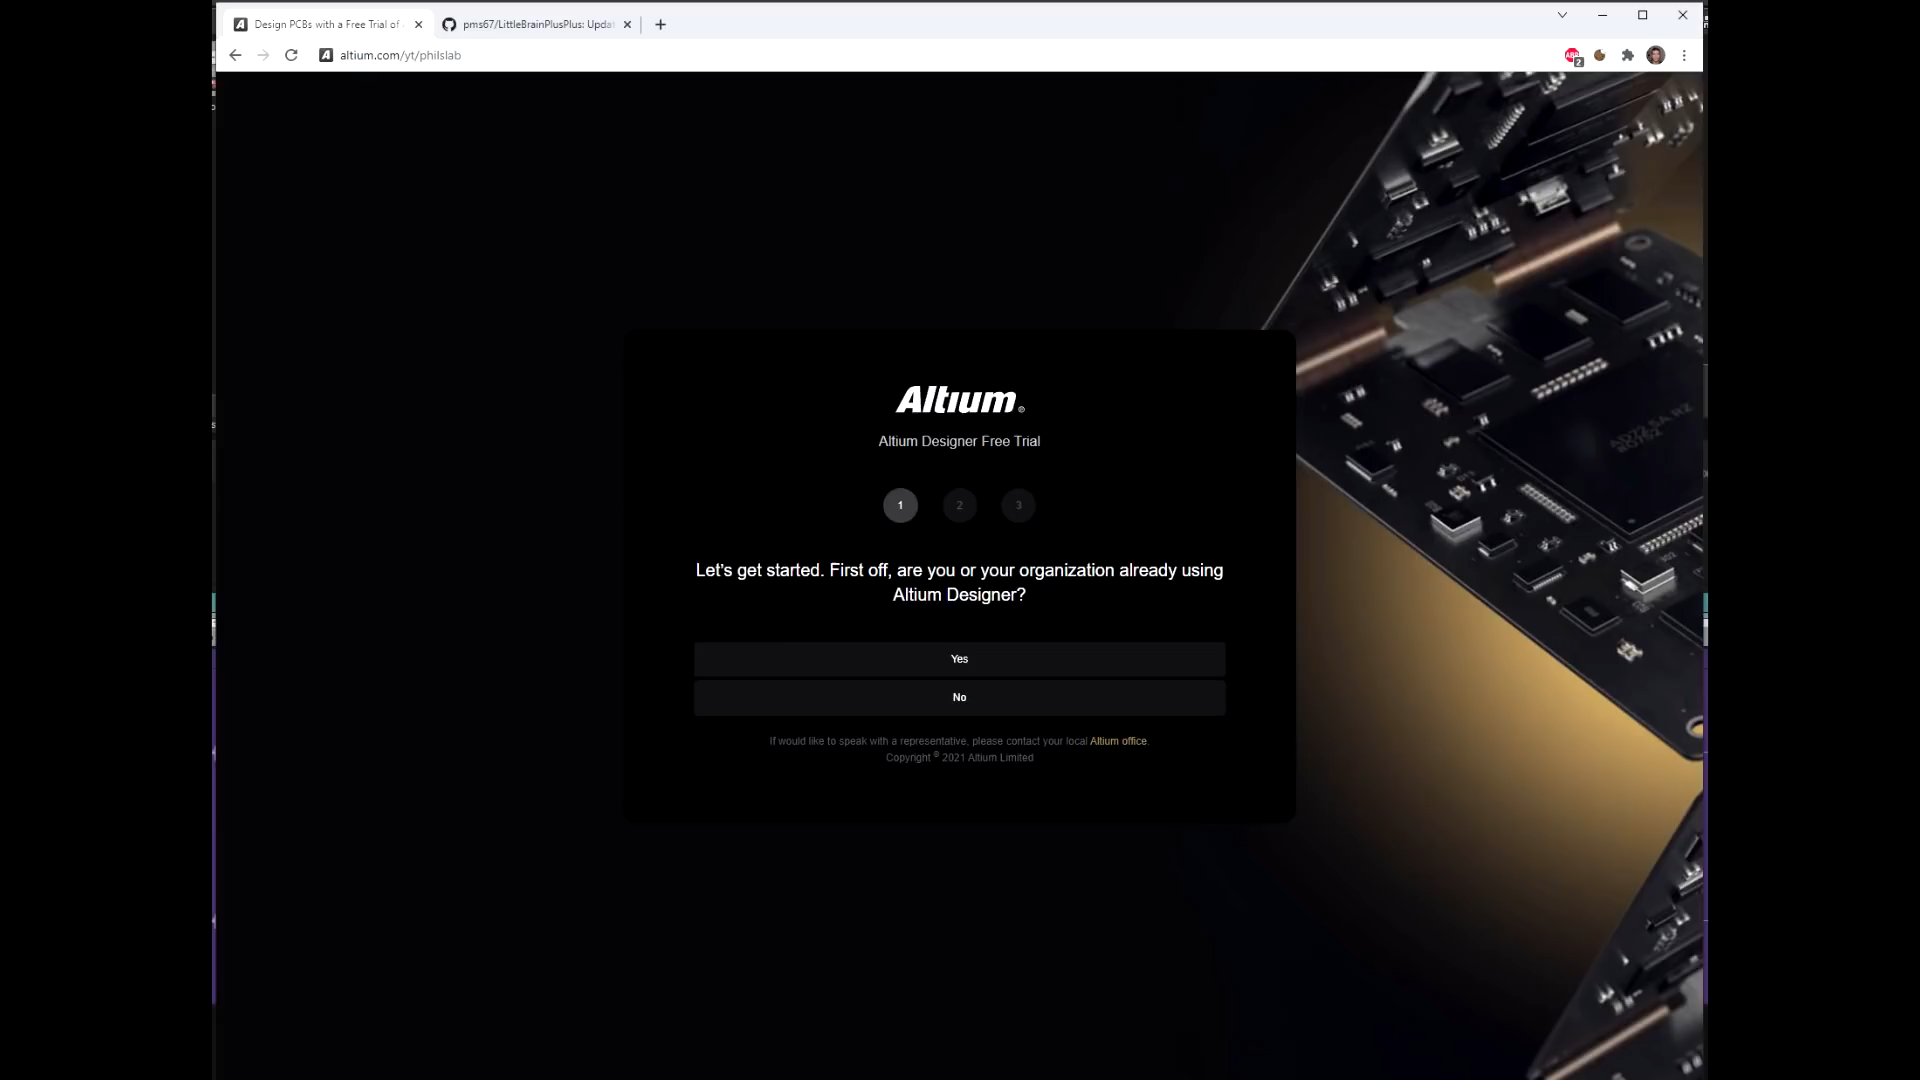 Design PCBs with a Free Trial of
pms67/LittleBrainPlusPlus: Upda
altium.com/yt/philslab
ABP
2
Altium®
Altium Designer Free Trial
1 2 3
Let's get started. First off, are you or your organization already using
Altium Designer?
Yes
No
If would like to speak with a representative, please contact your local Altium office.
Copyright © 2021 Altium Limited